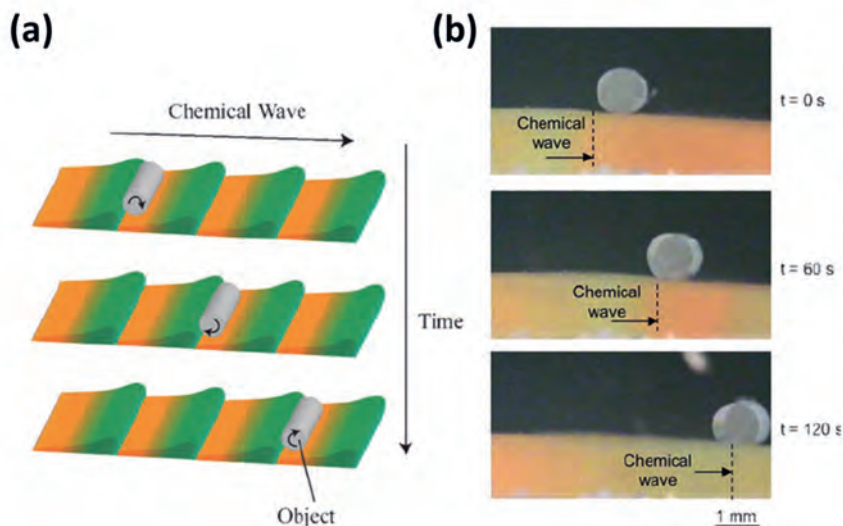 (a)
Chemical Wave
Time
Object
(b)
Chemical
wave
t = 0 s
Chemical
wave
t = 60 s
Chemical
wave
t = 120 s
1 mm